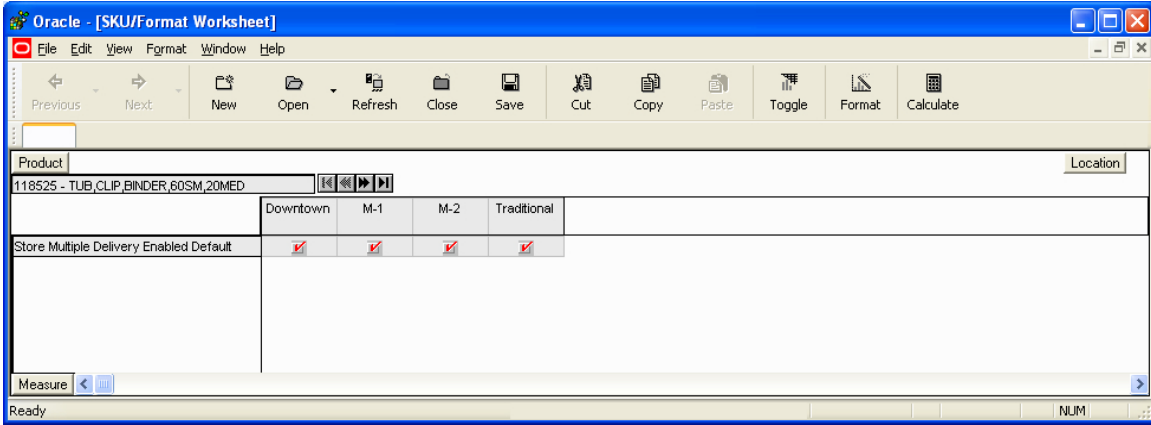 Oracle - [SKU/Format Worksheet]
File Edit View Format Window Help
Previous Next New Open Refresh Close Save Cut Copy Paste Toggle Format Calculate
Product Location
118525 - TUB,CLIP,BINDER,60SM,20MED
Downtown M-1 M-2 Traditional
Store Multiple Delivery Enabled Default
Measure
Ready NUM